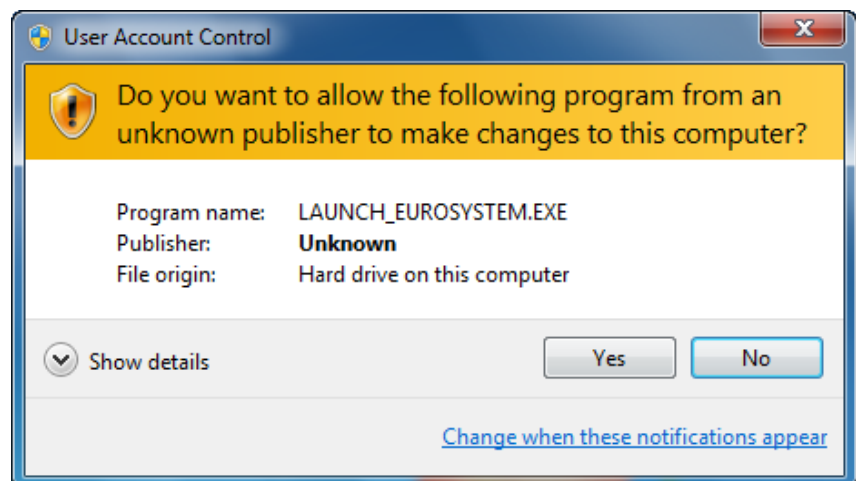 User Account Control
Do you want to allow the following program from an
unknown publisher to make changes to this computer?
Program name: LAUNCH_EUROSYSTEM.EXE
Publisher: Unknown
File origin: Hard drive on this computer
Show details Yes No
Change when these notifications appear